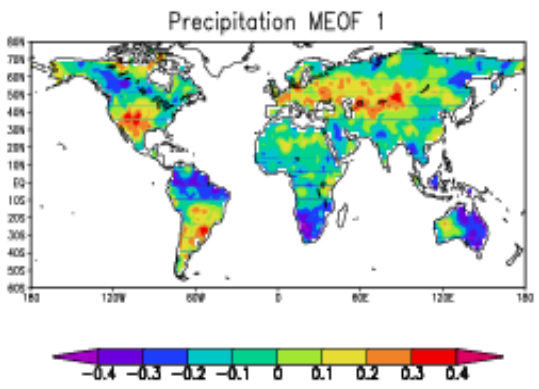 Precipitation MEOF 1
80N
70N
60N
50N
40N
30N
20N
10N
EQ
10S
20S
30S
40S
50S
60S
180 120W 60W 0 60E 120E 180
-0.4 -0.3 -0.2 -0.1 0 0.1 0.2 0.3 0.4